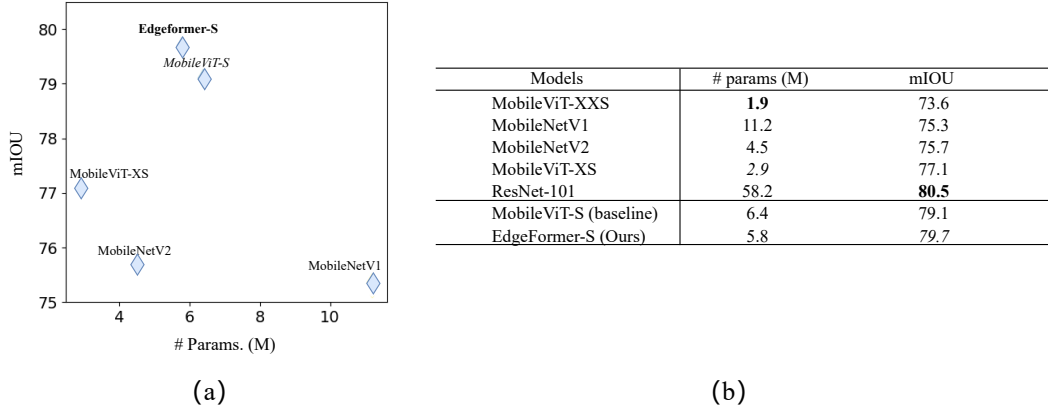 80
79
78
77
76
75
mIOU
Edgeformer-S
MobileViT-S
MobileViT-XS
MobileNetV2
MobileNetV1
4 6 8 10
# Params. (M)
(a)
Models # params (M) mIOU
MobileViT-XXS 1.9 73.6
MobileNetV1 11.2 75.3
MobileNetV2 4.5 75.7
MobileViT-XS 2.9 77.1
ResNet-101 58.2 80.5
MobileViT-S (baseline) 6.4 79.1
EdgeFormer-S (Ours) 5.8 79.7
(b)